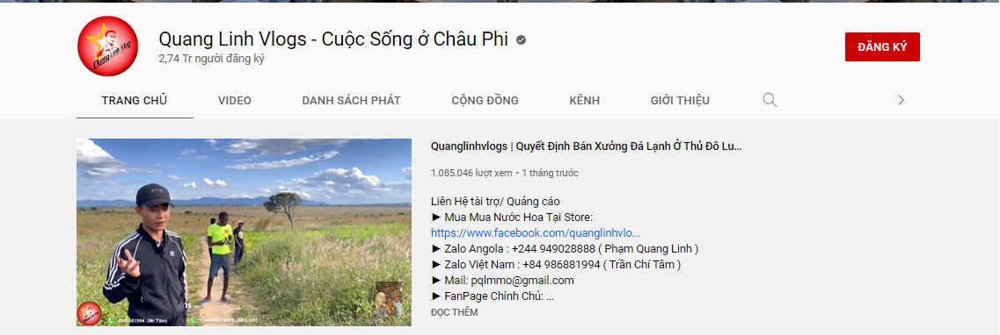 Quang Linh Vlogs - Cuộc Sống ở Châu Phi
2,74 Tr người đăng ký
ĐĂNG KÝ
TRANG CHỦ VIDEO DANH SÁCH PHÁT CỘNG ĐỒNG KÊNH GIỚI THIỆU
Quanglinhvlogs | Quyết Định Bán Xưởng Đá Lạnh Ở Thủ Đô Lu...
1.085.046 lượt xem • 1 tháng trước
Liên Hệ tài trợ/ Quảng cáo
► Mua Mua Nước Hoa Tại Store:
https://www.facebook.com/quanglinhvlo...
► Zalo Angola : +244 949028888 ( Phạm Quang Linh )
► Zalo Việt Nam : +84 986881994 ( Trần Chí Tâm )
► Mail: pqlmmo@gmail.com
► FanPage Chính Chủ: ...
ĐỌC THÊM
Quang Linh Vlog
0986881994. (Mr.Tâm) +244949028888. (Mr.Linh)